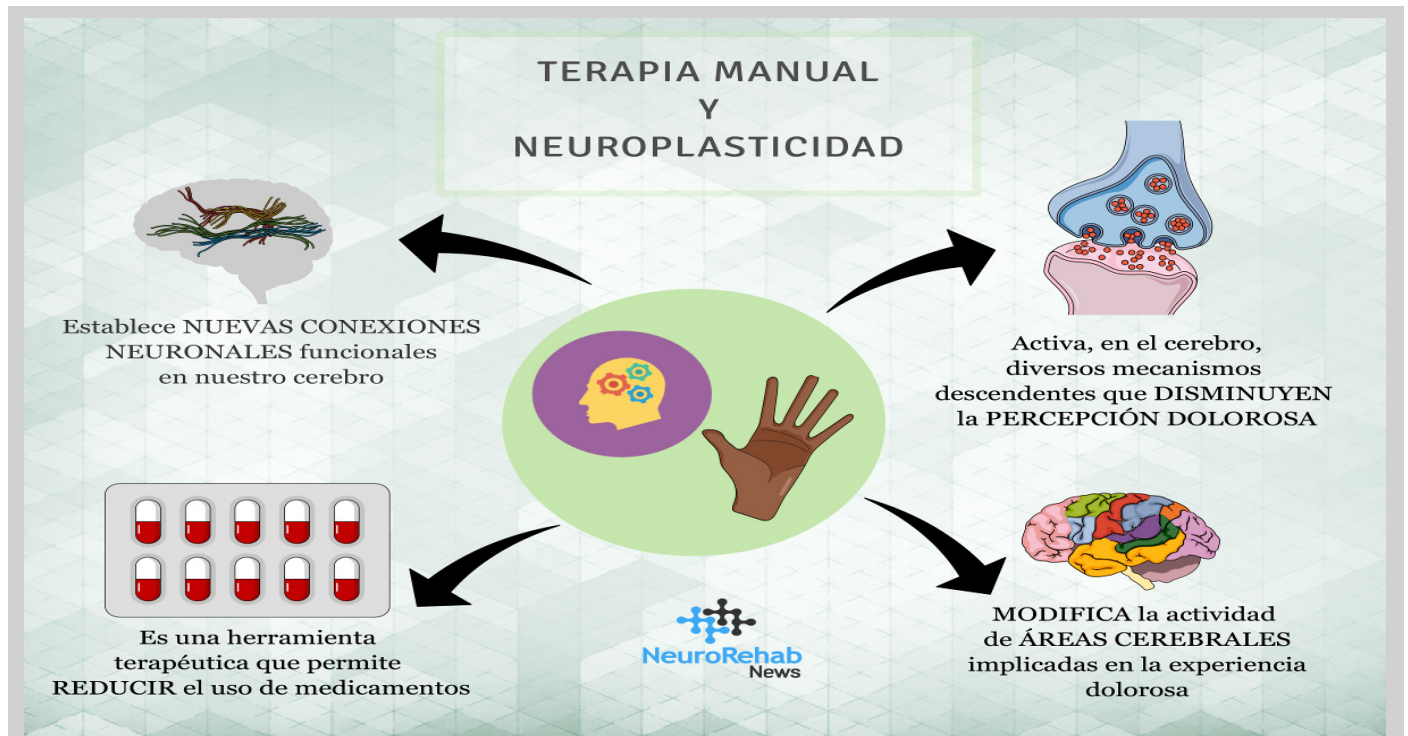 TERAPIA MANUAL
Y
NEUROPLASTICIDAD
Establece NUEVAS CONEXIONES
NEURONALES funcionales
en nuestro cerebro
Activa, en el cerebro,
diversos mecanismos
descendentes que DISMINUYEN
la PERCEPCIÓN DOLOROSA
Es una herramienta
terapéutica que permite
REDUCIR el uso de medicamentos
MODIFICA la actividad
de ÁREAS CEREBRALES
implicadas en la experiencia
dolorosa
NeuroRehab
News